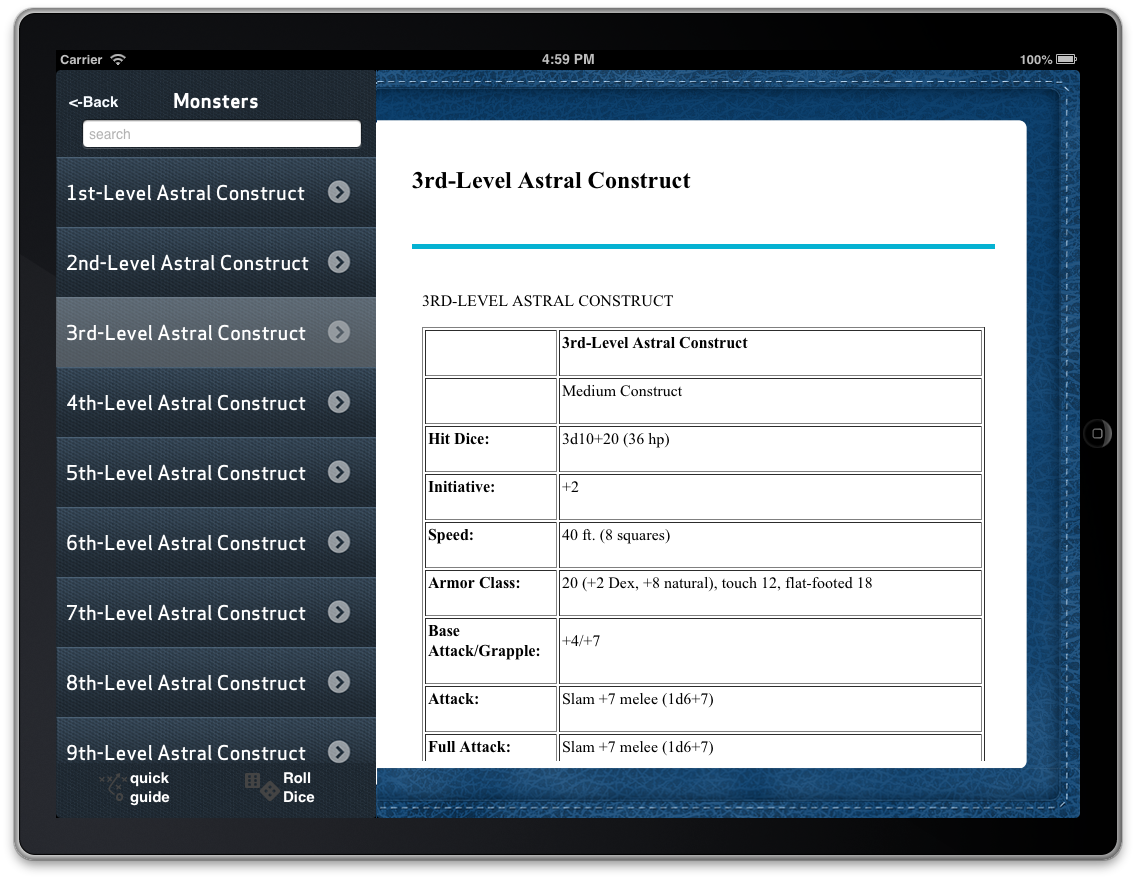 Carrier 4:59 PM 100%
<-Back Monsters
search
1st-Level Astral Construct
2nd-Level Astral Construct
3rd-Level Astral Construct
4th-Level Astral Construct
5th-Level Astral Construct
6th-Level Astral Construct
7th-Level Astral Construct
8th-Level Astral Construct
9th-Level Astral Construct
quick
guide
Roll
Dice
3rd-Level Astral Construct
3RD-LEVEL ASTRAL CONSTRUCT
3rd-Level Astral Construct
Medium Construct
Hit Dice: 3d10+20 (36 hp)
Initiative: +2
Speed: 40 ft. (8 squares)
Armor Class: 20 (+2 Dex, +8 natural), touch 12, flat-footed 18
Base
Attack/Grapple: +4/+7
Attack: Slam +7 melee (1d6+7)
Full Attack: Slam +7 melee (1d6+7)